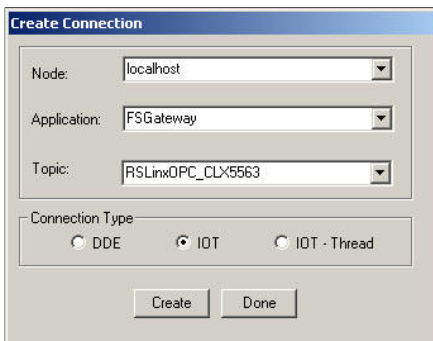 Create Connection
Node: localhost
Application: FSGateway
Topic: RSLinxOPC_CLX5563
Connection Type
DDE IOT IOT - Thread
Create Done